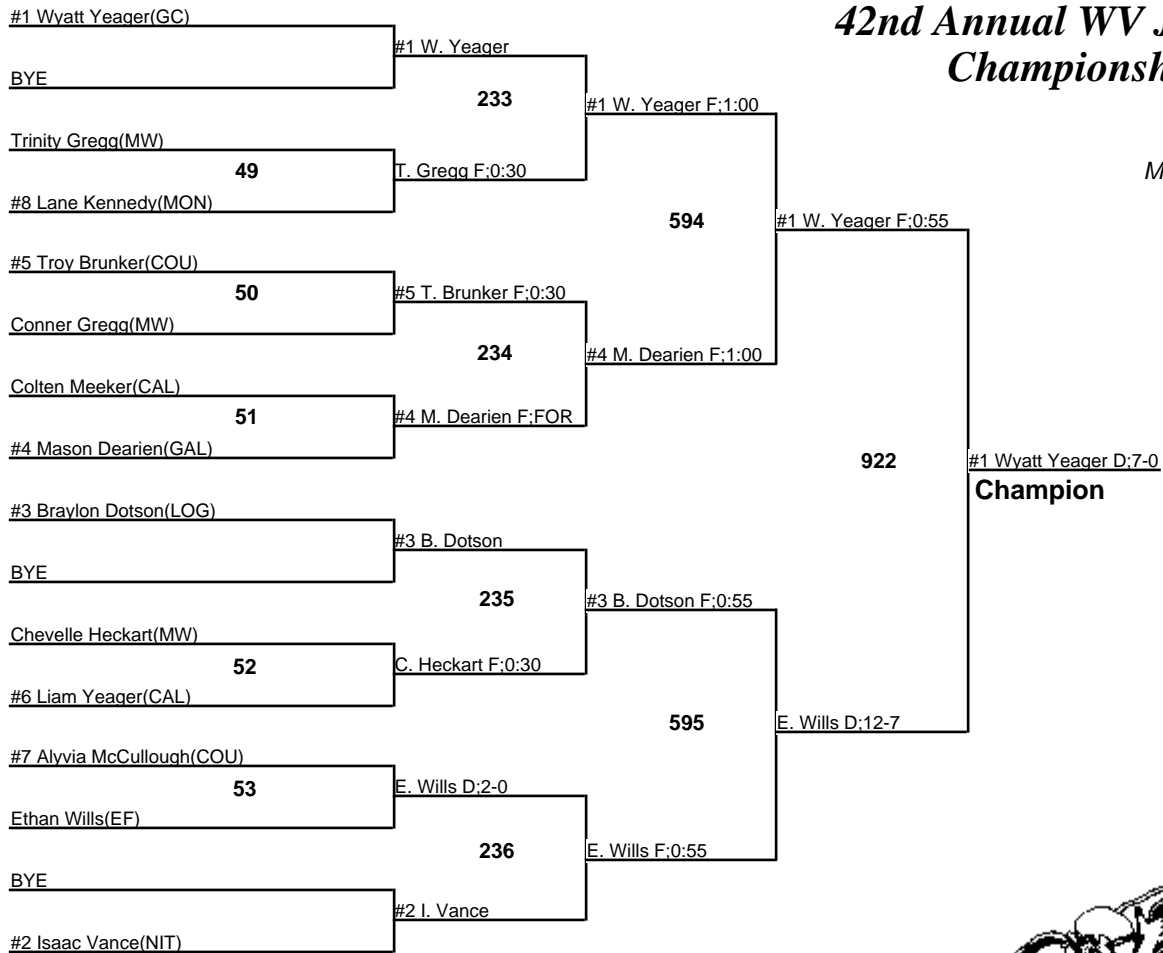 42nd Annual WV J
Championsh
M
#1 Wyatt Yeager(GC)
BYE
Trinity Gregg(MW)
49
#8 Lane Kennedy(MON)
#5 Troy Brunker(COU)
50
Conner Gregg(MW)
Colten Meeker(CAL)
51
#4 Mason Dearien(GAL)
#3 Braylon Dotson(LOG)
BYE
Chevelle Heckart(MW)
52
#6 Liam Yeager(CAL)
#7 Alyvia McCullough(COU)
53
Ethan Wills(EF)
BYE
#2 Isaac Vance(NIT)
#1 W. Yeager
233
T. Gregg F;0:30
#5 T. Brunker F;0:30
234
#4 M. Dearien F;FOR
#3 B. Dotson
235
C. Heckart F;0:30
E. Wills D;2-0
236
#2 I. Vance
#1 W. Yeager F;1:00
594
#4 M. Dearien F;1:00
#3 B. Dotson F;0:55
595
E. Wills F;0:55
#1 W. Yeager F;0:55
922
E. Wills D;12-7
#1 Wyatt Yeager D;7-0
Champion